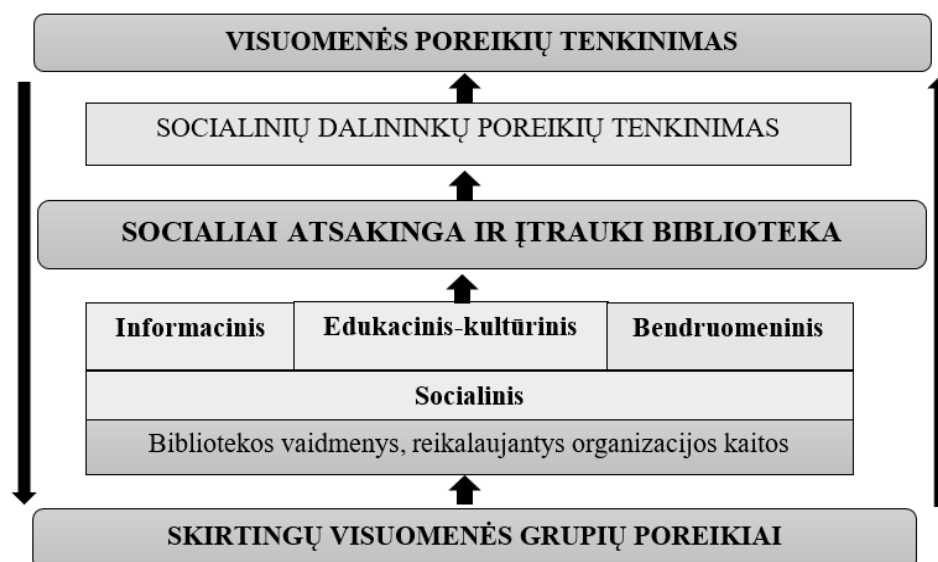 VISUOMENĖS POREIKIŲ TENKINIMAS
SOCIALINIŲ DALININKŲ POREIKIŲ TENKINIMAS
SOCIALIAI ATSAKINGA IR ĮTRAUKI BIBLIOTEKA
Informacinis
Edukacinis-kultūrinis
Bendruomeninis
Socialinis
Bibliotekos vaidmenys, reikalaujantys organizacijos kaitos
SKIRTINGŲ VISUOMENĖS GRUPIŲ POREIKIAI